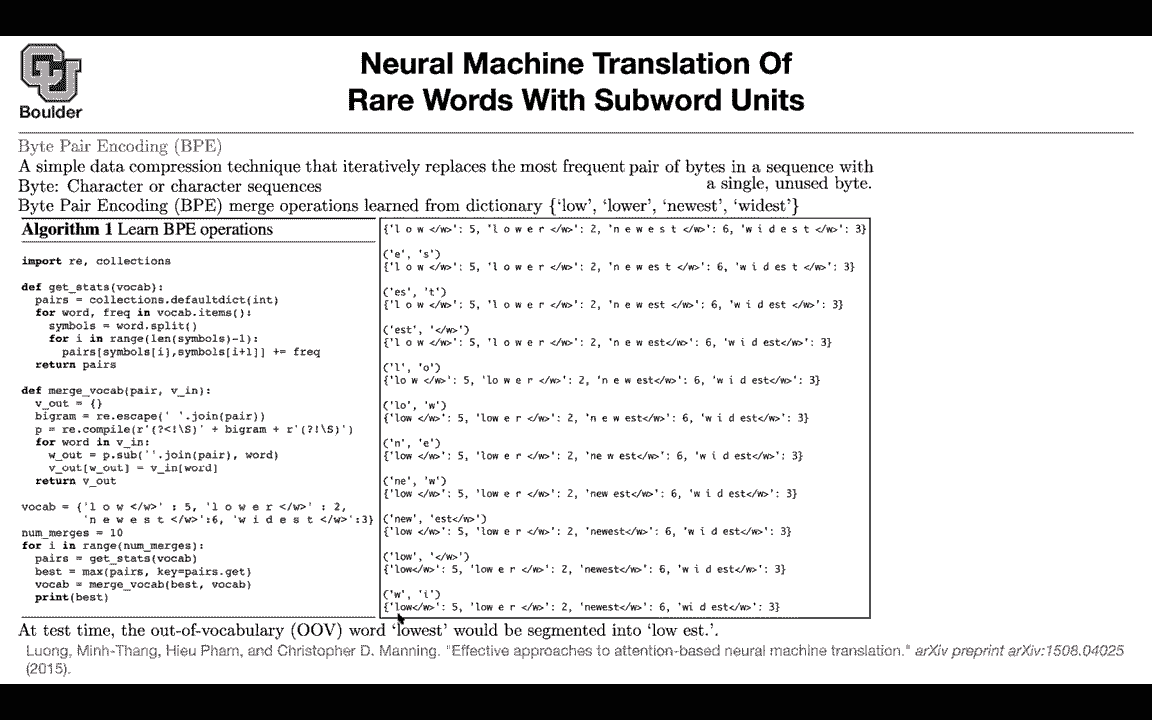 Boulder
Neural Machine Translation Of
Rare Words With Subword Units
Byte Pair Encoding (BPE)
A simple data compression technique that iteratively replaces the most frequent pair of bytes in a sequence with
a single, unused byte.
Byte: Character or character sequences
Byte Pair Encoding (BPE) merge operations learned from dictionary {‘low’, ‘lower’, ‘newest’, ‘widest’}
Algorithm 1 Learn BPE operations
import re, collections
def get_stats(vocab):
pairs = collections.defaultdict(int)
for word, freq in vocab.items():
symbols = word.split()
for i in range(len(symbols)-1):
pairs[symbols[i],symbols[i+1]] += freq
return pairs
def merge_vocab(pair, v_in):
v_out = {}
bigram = re.escape(' '.join(pair))
p = re.compile(r'(?<!\S)' + bigram + r'(?!\S)')
for word in v_in:
w_out = p.sub(''.join(pair), word)
v_out[w_out] = v_in[word]
return v_out
vocab = {'l o w </w>' : 5, 'l o w e r </w>' : 2,
'n e w e s t </w>':6, 'w i d e s t </w>':3}
num_merges = 10
for i in range(num_merges):
pairs = get_stats(vocab)
best = max(pairs, key=pairs.get)
vocab = merge_vocab(best, vocab)
print(best)
{'l o w </w>': 5, 'l o w e r </w>': 2, 'n e w e s t </w>': 6, 'w i d e s t </w>': 3}
('e', 's')
{'l o w </w>': 5, 'l o w e r </w>': 2, 'n e w es t </w>': 6, 'w i d es t </w>': 3}
('es', 't')
{'l o w </w>': 5, 'l o w e r </w>': 2, 'n e w est </w>': 6, 'w i d est </w>': 3}
('est', '</w>')
{'l o w </w>': 5, 'l o w e r </w>': 2, 'n e w est</w>': 6, 'w i d est</w>': 3}
('l', 'o')
{'lo w </w>': 5, 'lo w e r </w>': 2, 'n e w est</w>': 6, 'w i d est</w>': 3}
('lo', 'w')
{'low </w>': 5, 'low e r </w>': 2, 'n e w est</w>': 6, 'w i d est</w>': 3}
('n', 'e')
{'low </w>': 5, 'low e r </w>': 2, 'ne w est</w>': 6, 'w i d est</w>': 3}
('ne', 'w')
{'low </w>': 5, 'low e r </w>': 2, 'new est</w>': 6, 'w i d est</w>': 3}
('new', 'est</w>')
{'low </w>': 5, 'low e r </w>': 2, 'newest</w>': 6, 'w i d est</w>': 3}
('low', '</w>')
{'low</w>': 5, 'low e r </w>': 2, 'newest</w>': 6, 'w i d est</w>': 3}
('w', 'i')
{'low</w>': 5, 'low e r </w>': 2, 'newest</w>': 6, 'wi d est</w>': 3}
At test time, the out-of-vocabulary (OOV) word ‘lowest’ would be segmented into ‘low est.’.
Luong, Minh-Thang, Hieu Pham, and Christopher D. Manning. "Effective approaches to attention-based neural machine translation." arXiv preprint arXiv:1508.04025
(2015).